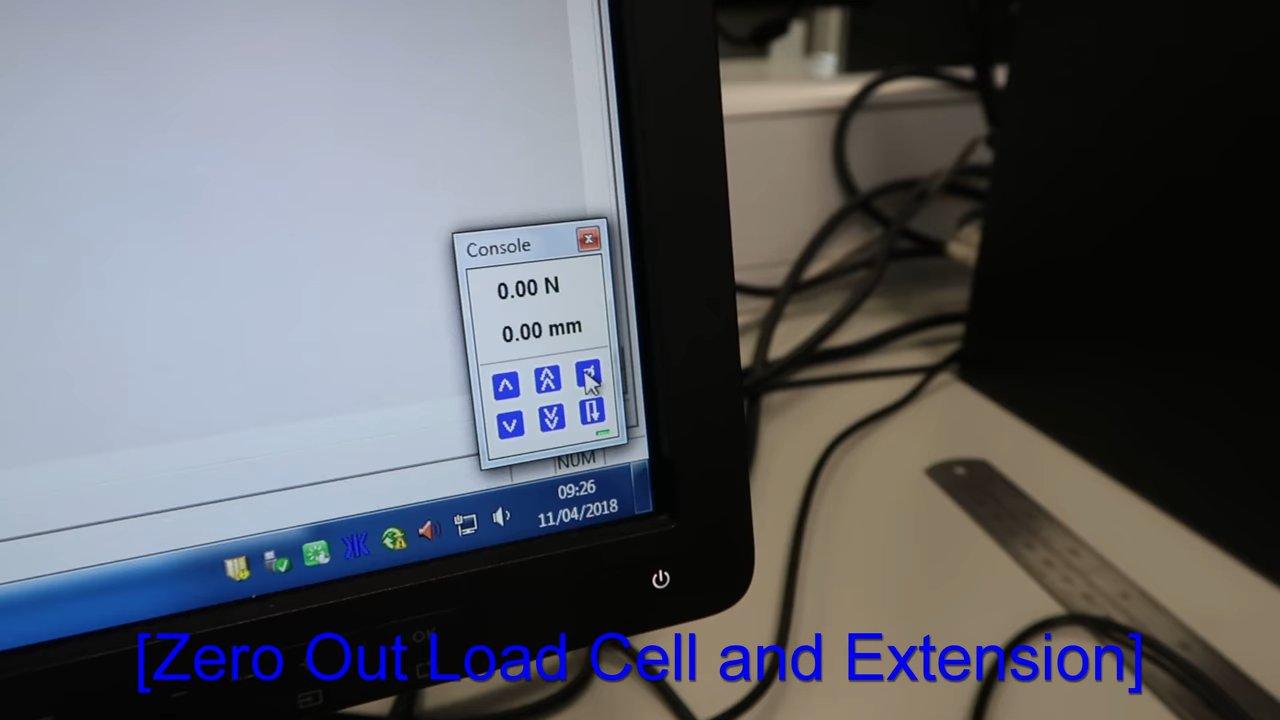 Console
0.00 N
0.00 mm
NUM
09:26
11/04/2018
[Zero Out Load Cell and Extension]